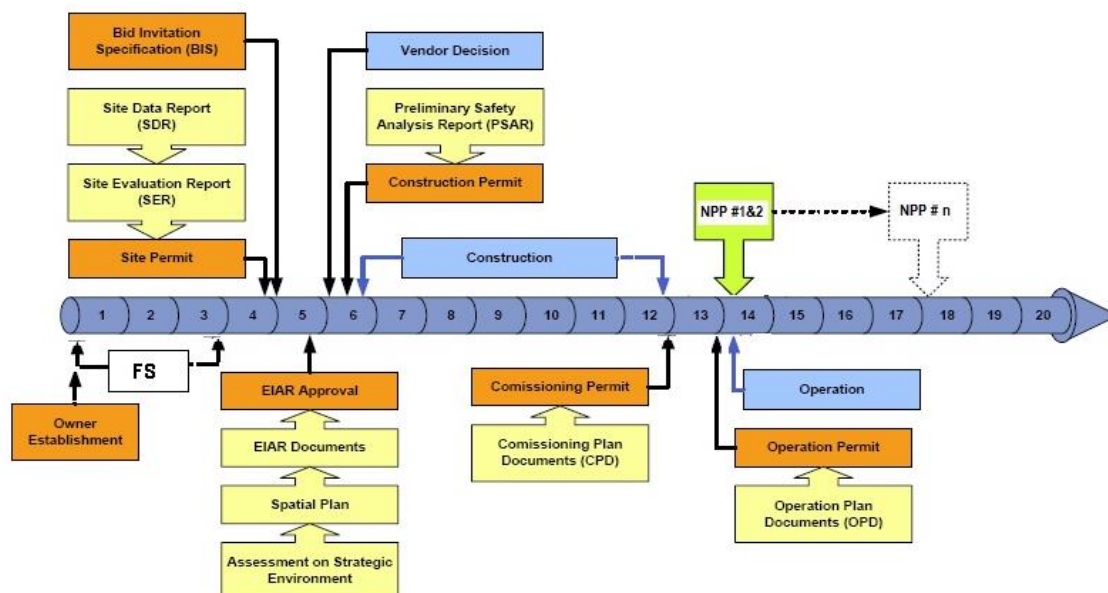 Bid Invitation
Specification (BIS)
Vendor Decision
Site Data Report
(SDR)
Preliminary Safety
Analysis Report (PSAR)
Site Evaluation Report
(SER)
Construction Permit
NPP #1&2
NPP # n
Site Permit
Construction
1 2 3 4 5 6 7 8 9 10 11 12 13 14 15 16 17 18 19 20
FS
Owner
Establishment
EIAR Approval
EIAR Documents
Spatial Plan
Assessment on Strategic
Environment
Comissioning Permit
Comissioning Plan
Documents (CPD)
Operation
Operation Permit
Operation Plan
Documents (OPD)